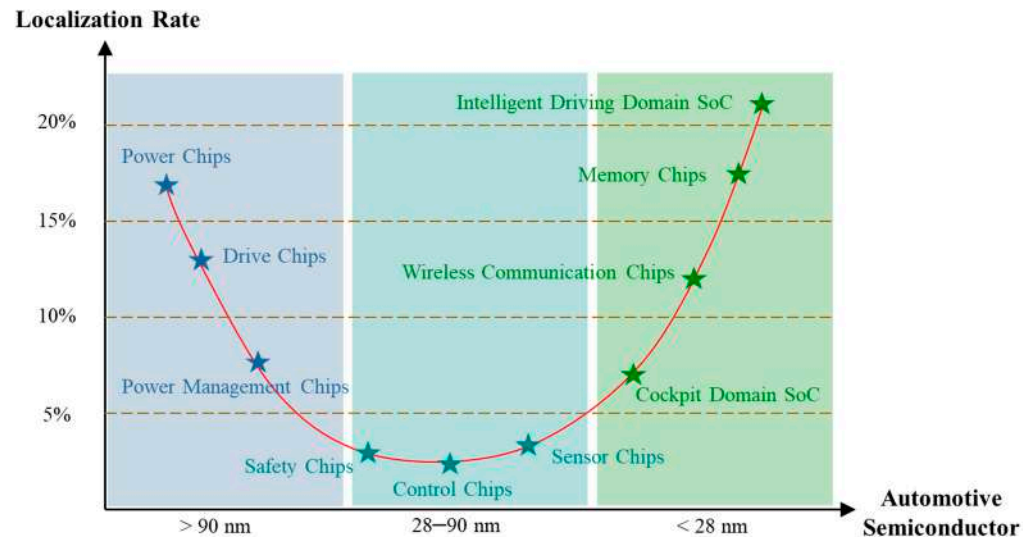 Localization Rate
20%
15%
10%
5%
Intelligent Driving Domain SoC
Power Chips
Memory Chips
Drive Chips
Wireless Communication Chips
Power Management Chips
Cockpit Domain SoC
Safety Chips
Sensor Chips
Control Chips
> 90 nm
28–90 nm
< 28 nm
Automotive
Semiconductor